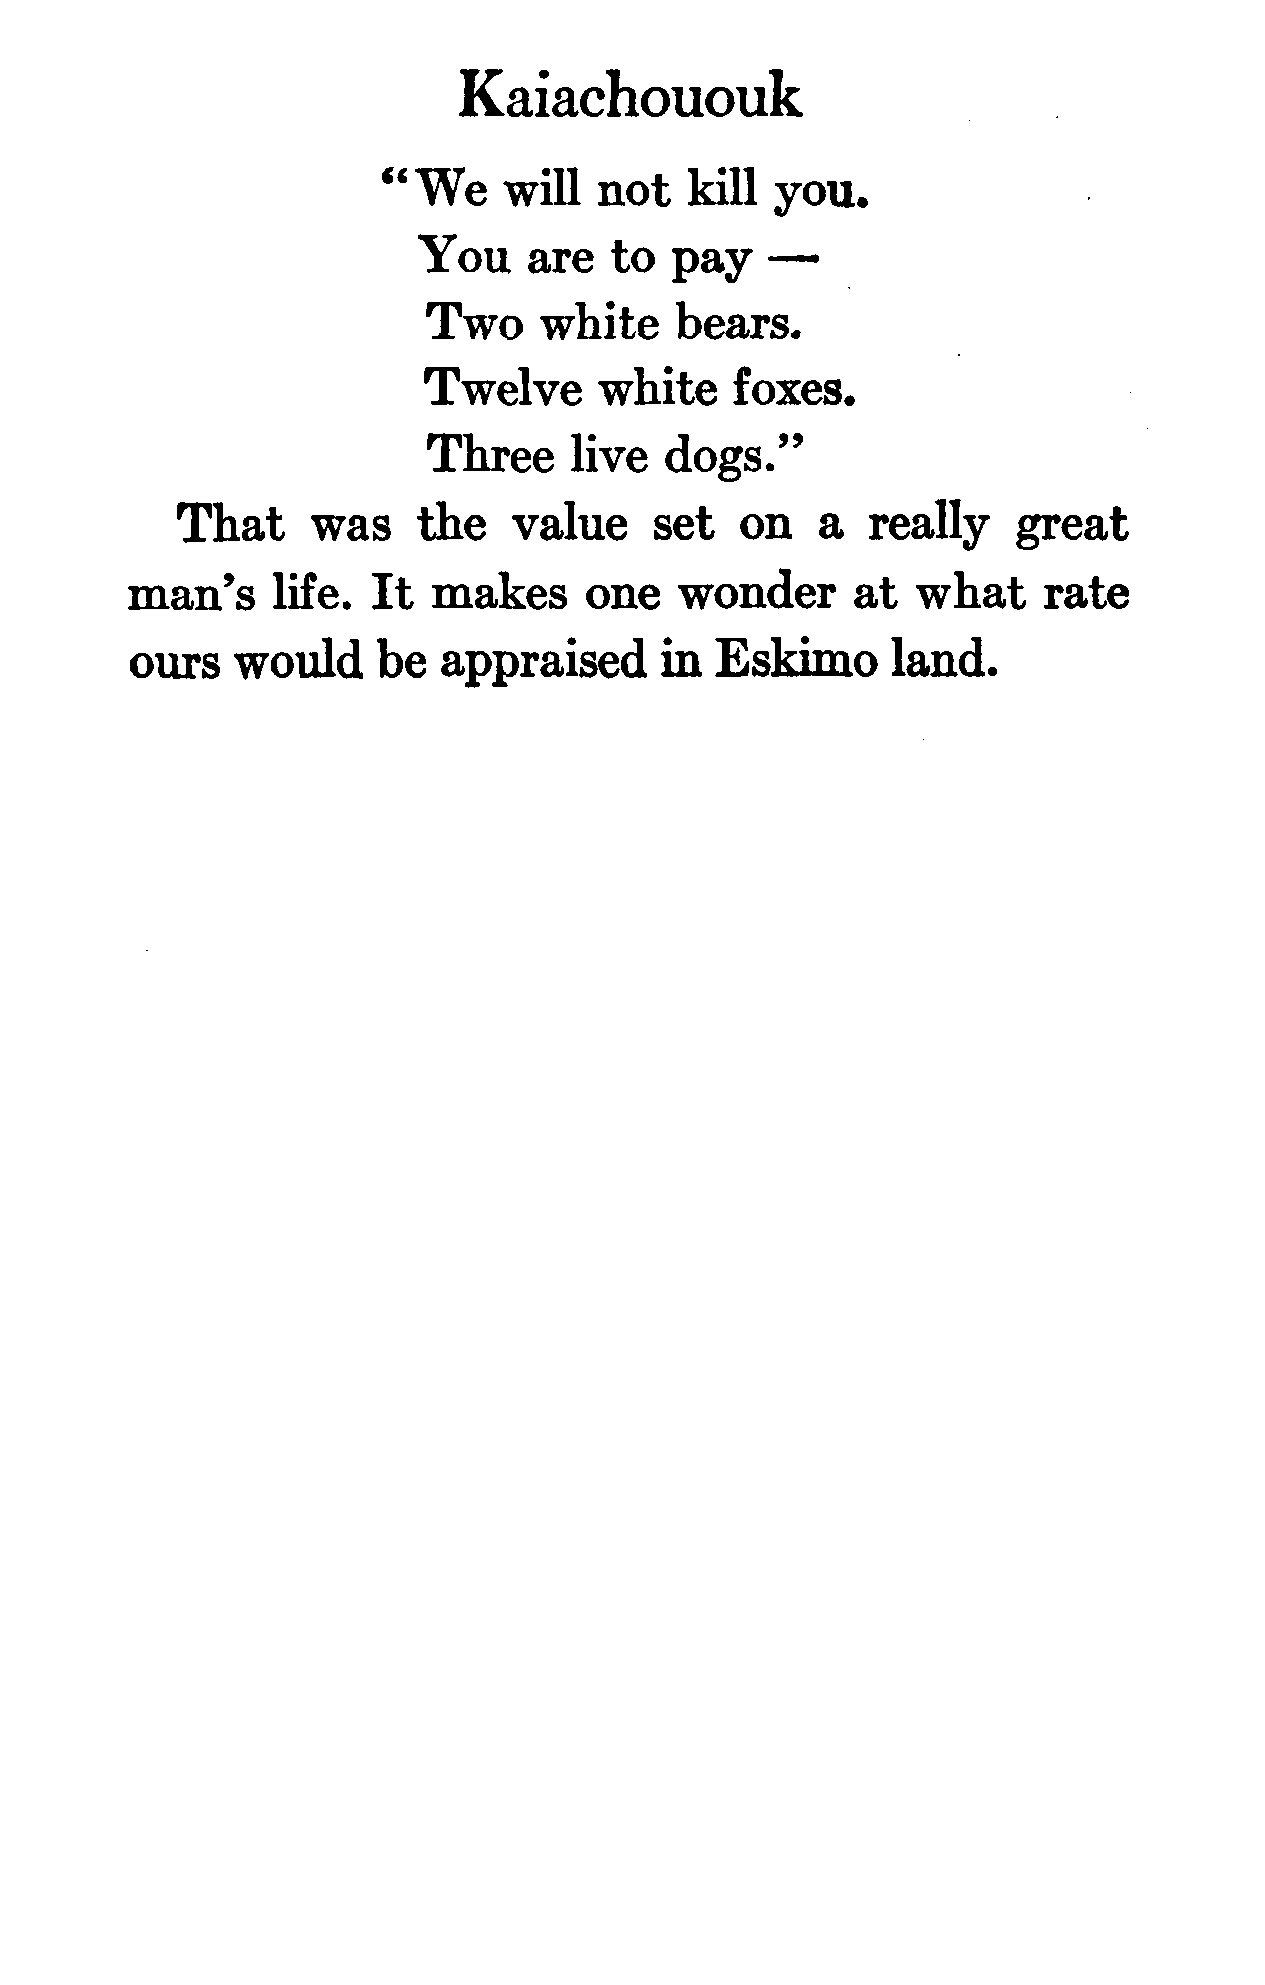 Kaiachououk
“We will not kill you.
You are to pay —
Two white bears.
Twelve white foxes.
Three live dogs.”
That was the value set on a really great
man’s life. It makes one wonder at what rate
ours would be appraised in Eskimo land.